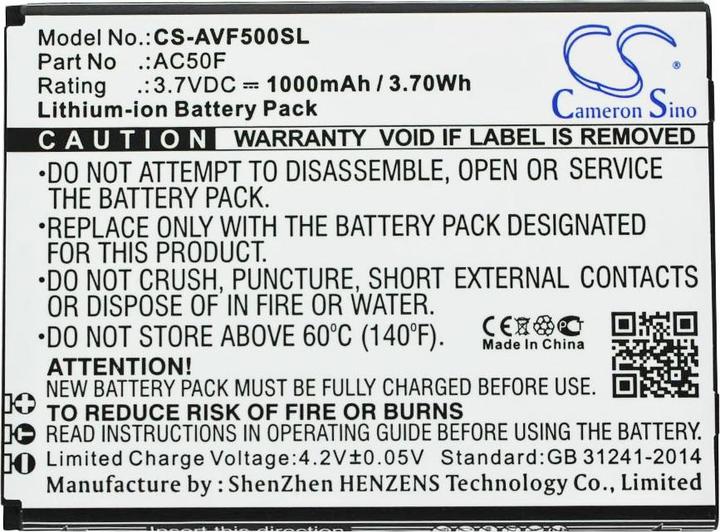 Model No.:CS-AVF500SL
Part No :AC50F
Rating :3.7VDC 1000mAh / 3.70Wh
Lithium-ion Battery Pack
CS
Cameron Sino
CAUTION WARRANTY VOID IF LABEL IS REMOVED
•DO NOT ATTEMPT TO DISASSEMBLE, OPEN OR SERVICE
THE BATTERY PACK.
•REPLACE ONLY WITH THE BATTERY PACK DESIGNATED
FOR THIS PRODUCT.
•DO NOT CRUSH, PUNCTURE, SHORT EXTERNAL CONTACTS
OR DISPOSE OF IN FIRE OR WATER.
•DO NOT STORE ABOVE 60°C (140°F).
CE
Made In China
ATTENTION!
NEW BATTERY PACK MUST BE FULLY CHARGED BEFORE USE
TO REDUCE RISK OF FIRE OR BURNS
READ INSTRUCTIONS IN OPERATING GUIDE BEFORE USING BATTERY
Limited Charge Voltage:4.2V±0.05V Standard:GB 31241-2014
Manufacturer : ShenZhen HENZENS Technology Co., Ltd.